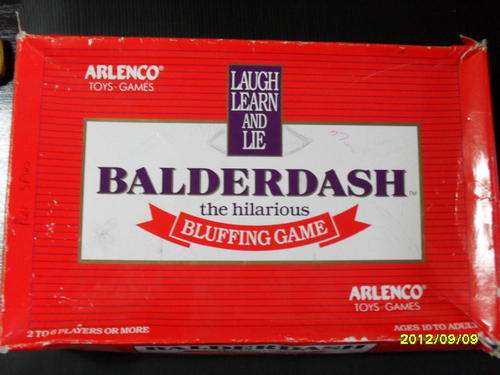 ARLENCO®
TOYS·GAMES
LAUGH
LEARN
AND
LIE
BALDERDASH™
the hilarious
BLUFFING GAME
ARLENCO®
TOYS·GAMES
2 TO 6 PLAYERS OR MORE
AGES 10 TO ADULT
2012/09/09
BALDERDASH